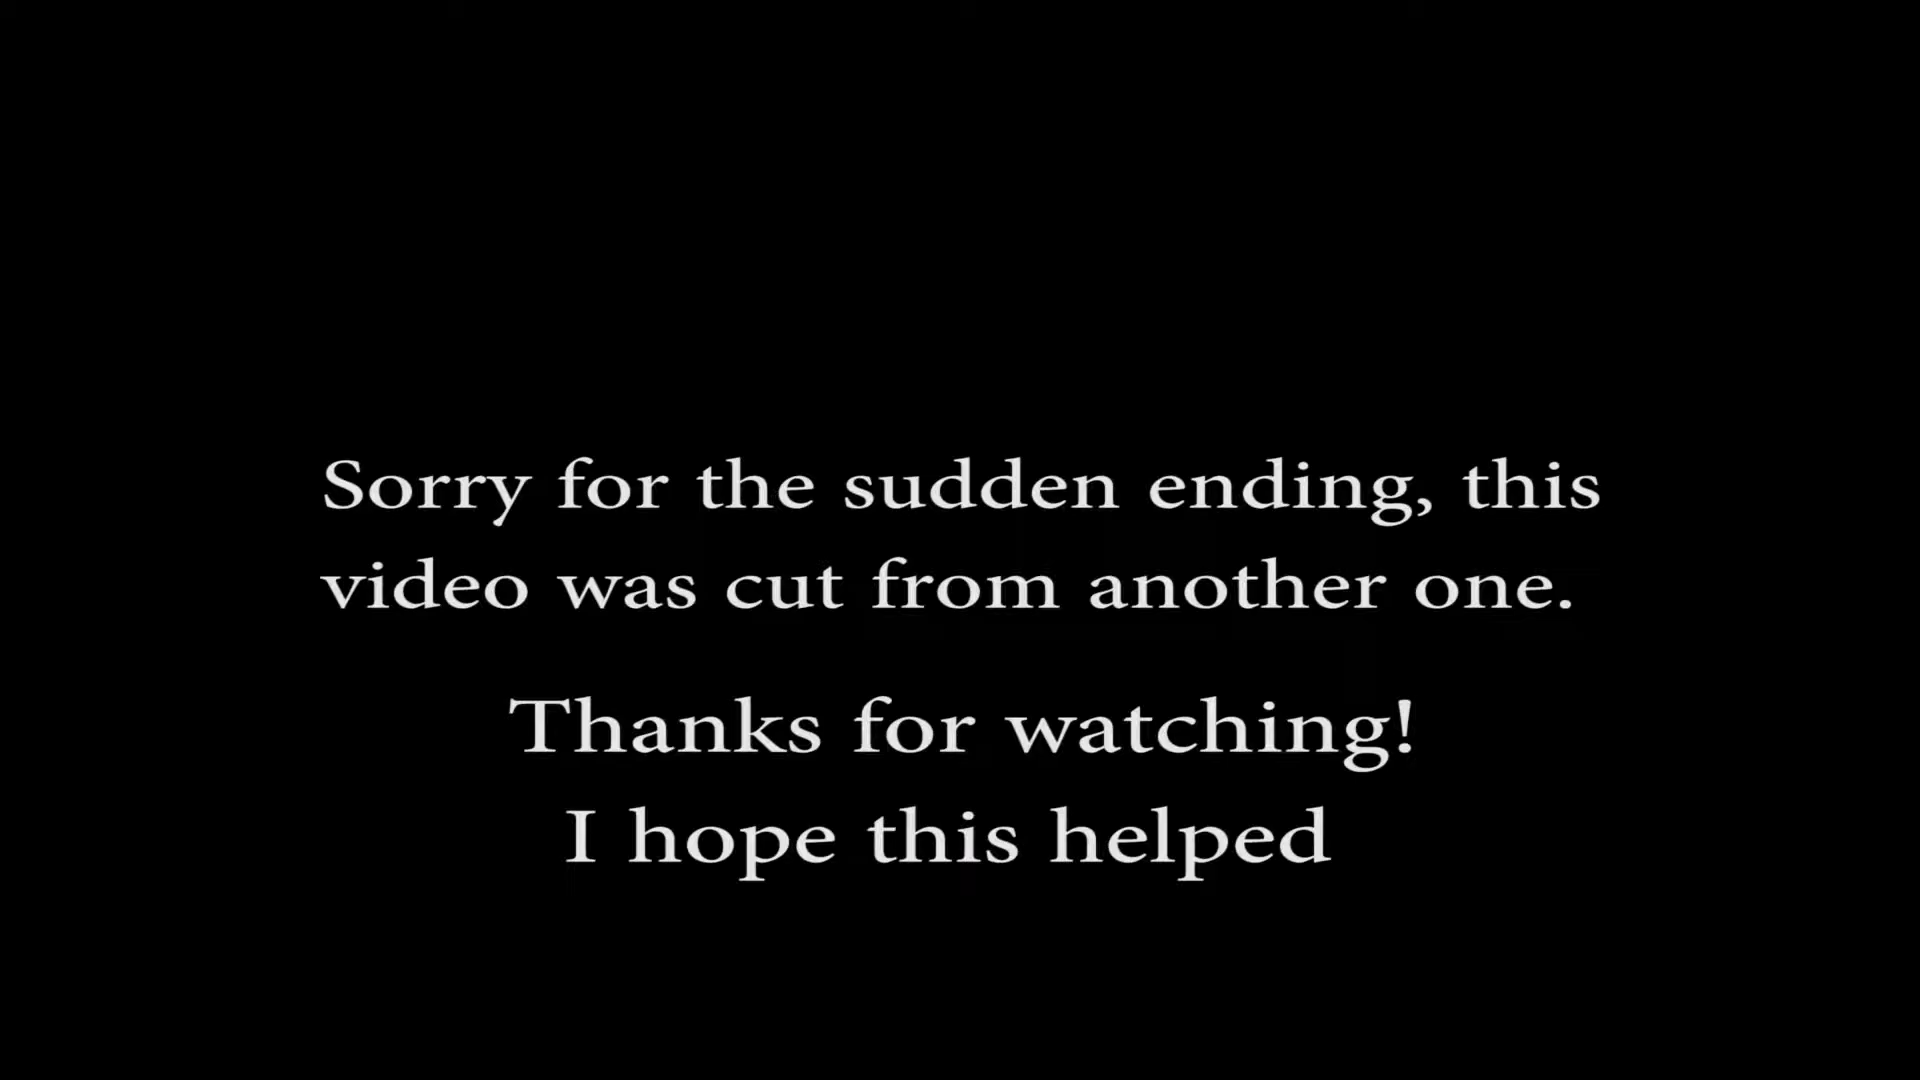 Sorry for the sudden ending, this
video was cut from another one.
Thanks for watching!
I hope this helped